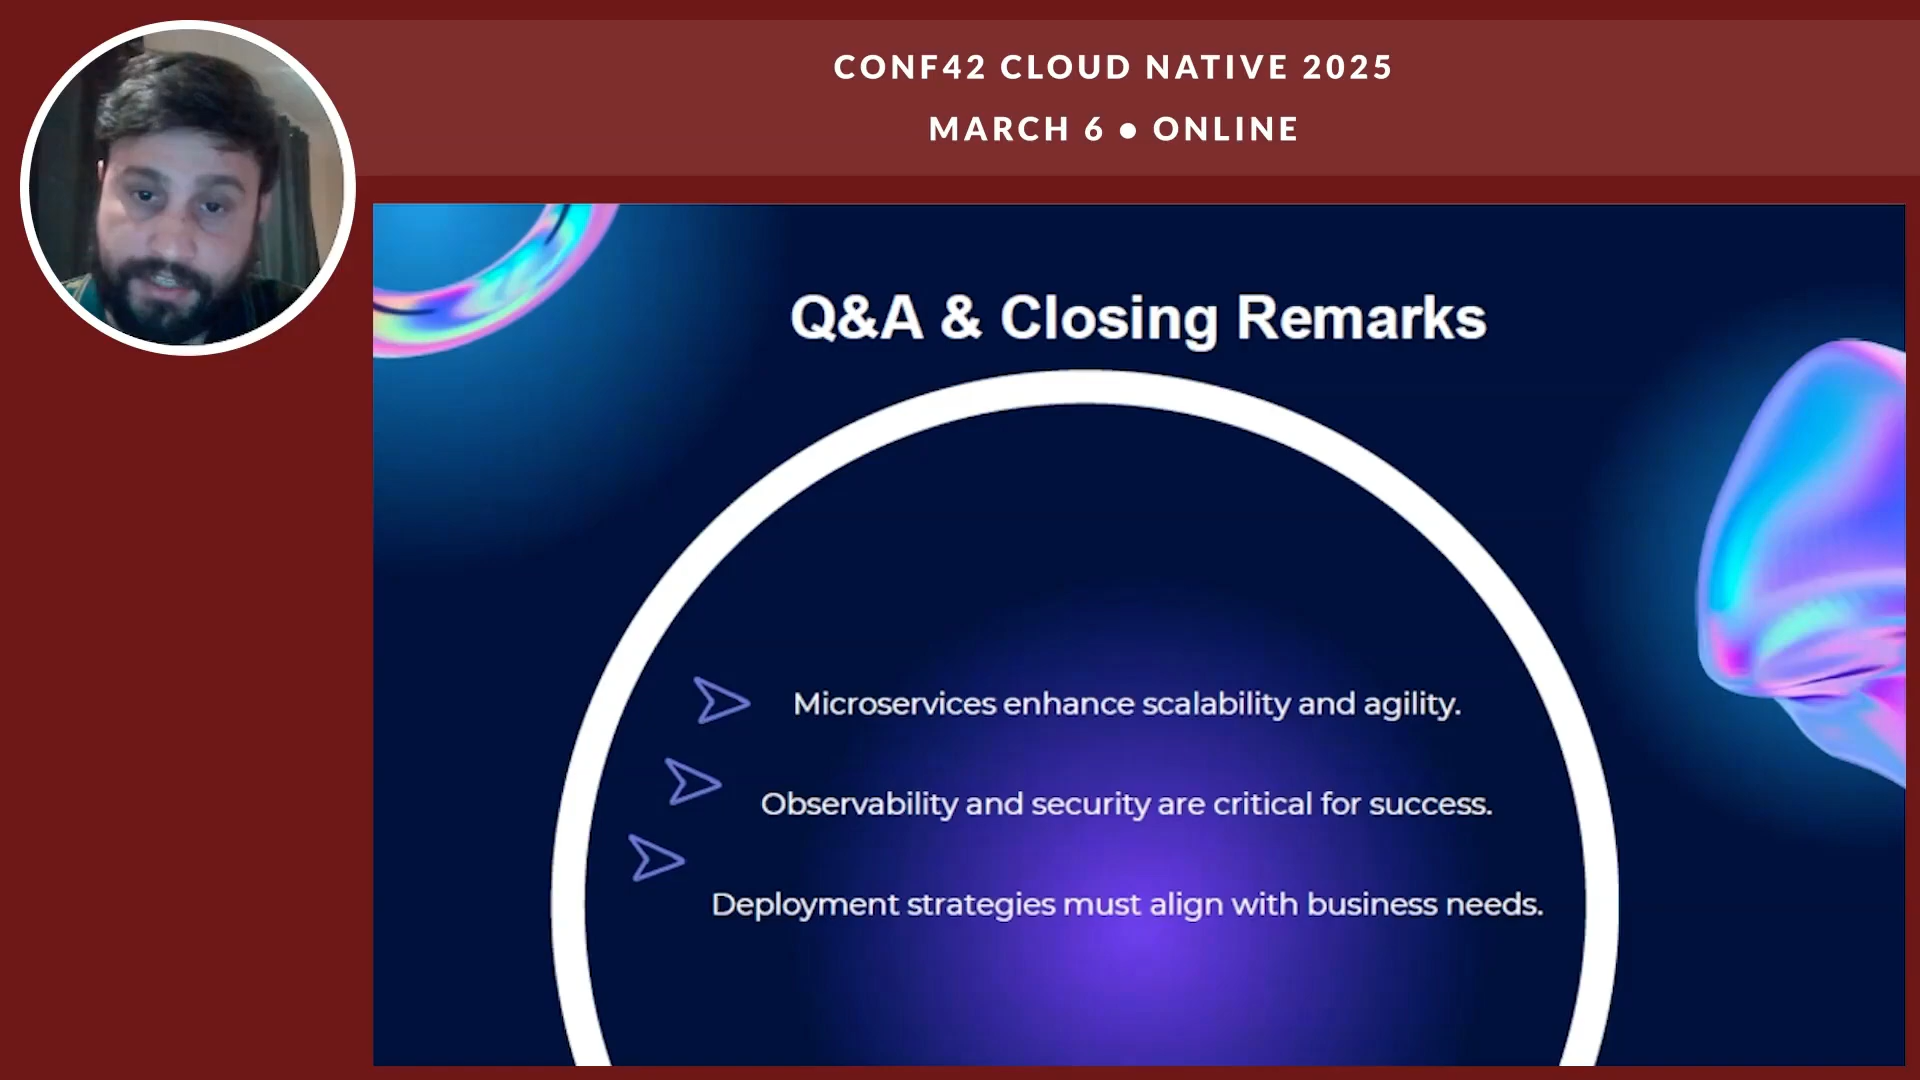 CONF42 CLOUD NATIVE 2025
MARCH 6 ● ONLINE
Q&A & Closing Remarks
Microservices enhance scalability and agility.
Observability and security are critical for success.
Deployment strategies must align with business needs.